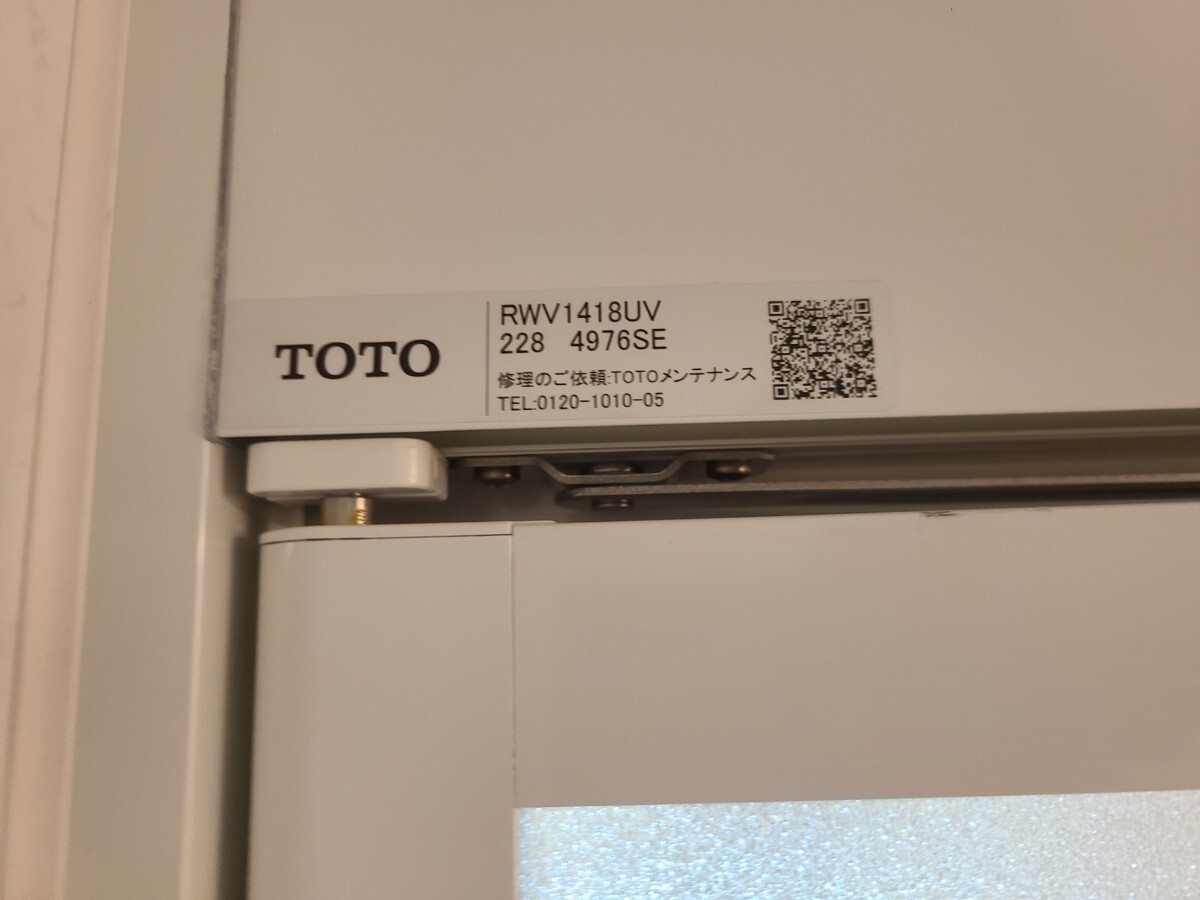 TOTO
RWV1418UV
228 4976SE
修理のご依頼:TOTOメンテナンス
TEL:0120-1010-05